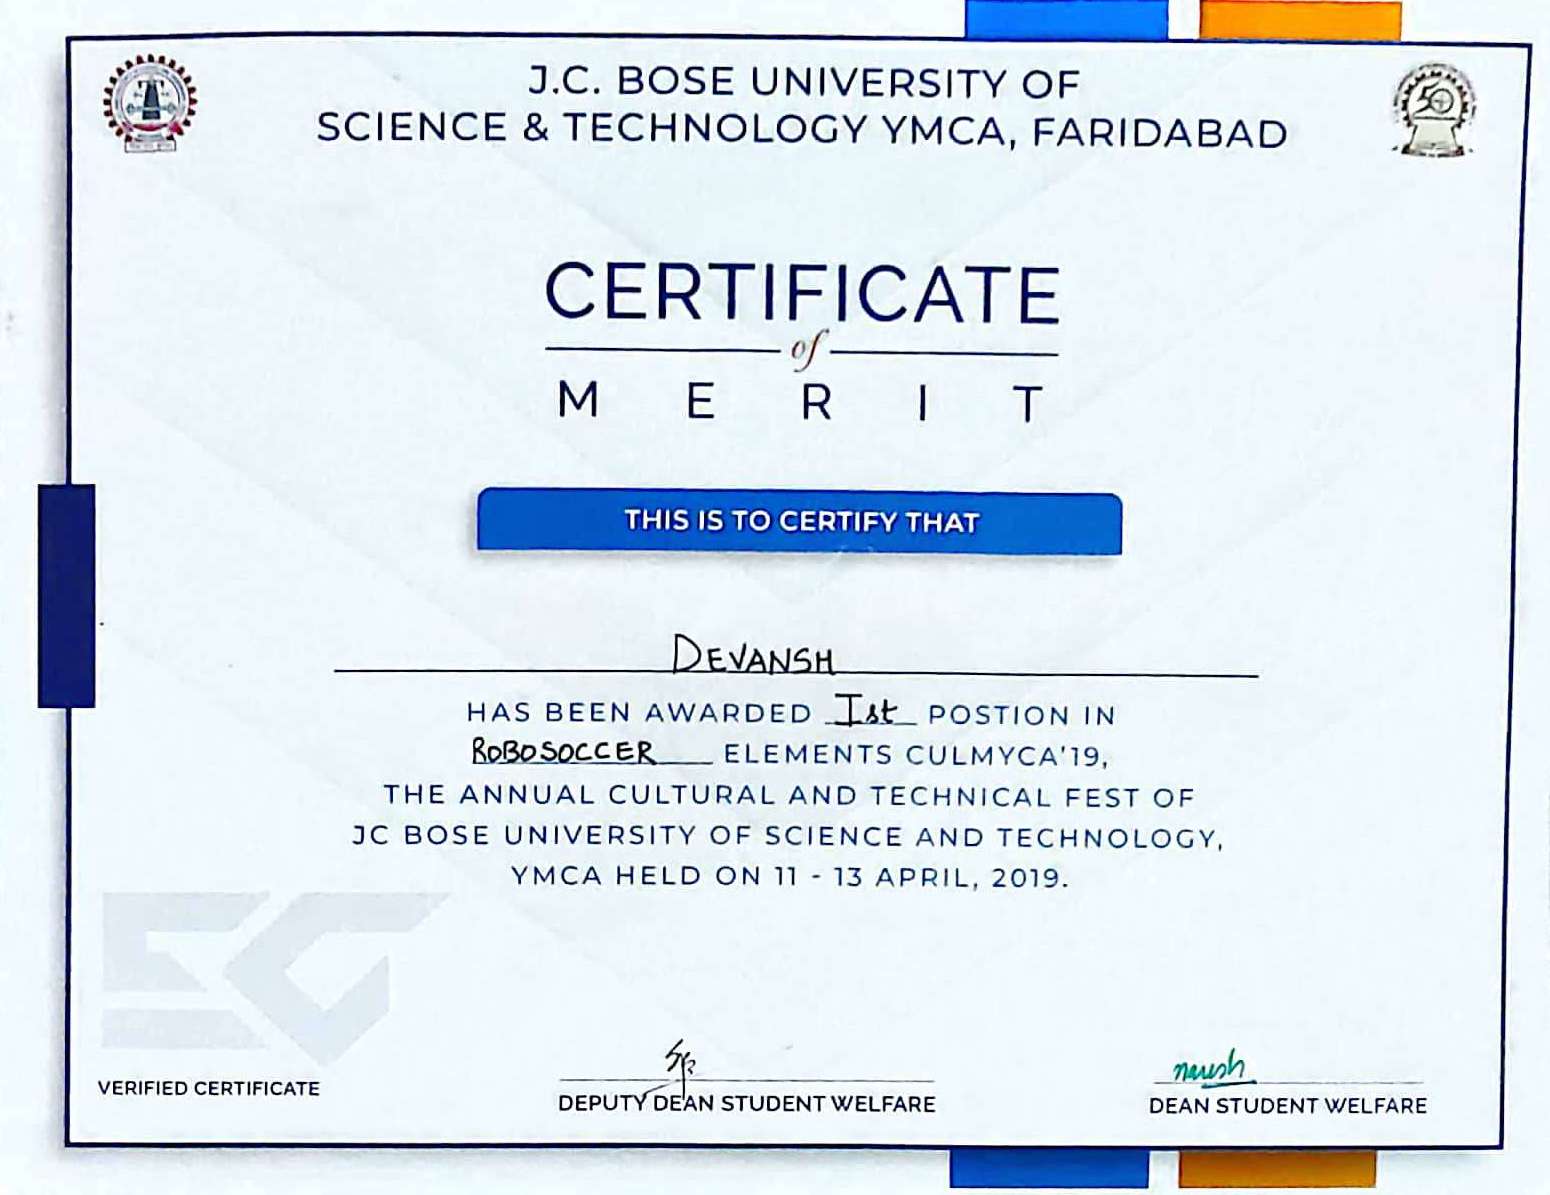 J.C. BOSE UNIVERSITY OF
SCIENCE & TECHNOLOGY YMCA, FARIDABAD
CERTIFICATE
of
MERIT
THIS IS TO CERTIFY THAT
DEVANSH
HAS BEEN AWARDED Ist POSTION IN
ROBOSOCCER ELEMENTS CULMYCA'19,
THE ANNUAL CULTURAL AND TECHNICAL FEST OF
JC BOSE UNIVERSITY OF SCIENCE AND TECHNOLOGY,
YMCA HELD ON 11 - 13 APRIL, 2019.
VERIFIED CERTIFICATE
DEPUTY DEAN STUDENT WELFARE
naresh
DEAN STUDENT WELFARE